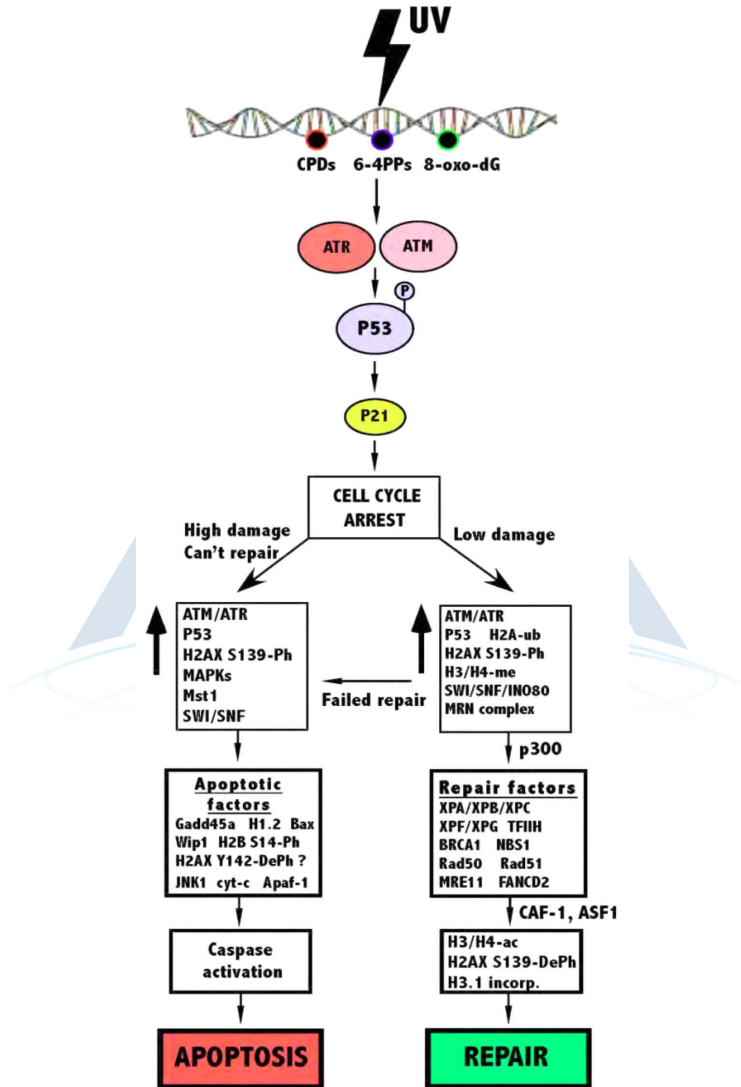 UV
CPDs 6-4PPs 8-oxo-dG
ATR ATM
P
P53
P21
CELL CYCLE
ARREST
High damage
Can't repair
Low damage
ATM/ATR
P53
H2AX S139-Ph
MAPKs
Mst1
SWI/SNF
Failed repair
ATM/ATR
P53 H2A-ub
H2AX S139-Ph
H3/H4-me
SWI/SNF/INO80
MRN complex
p300
Apoptotic
factors
Gadd45a H1.2 Bax
Wip1 H2B S14-Ph
H2AX Y142-DePh ?
JNK1 cyt-c Apaf-1
Repair factors
XPA/XPB/XPC
XPF/XPG TFIIH
BRCA1 NBS1
Rad50 Rad51
MRE11 FANCD2
CAF-1, ASF1
Caspase
activation
H3/H4-ac
H2AX S139-DePh
H3.1 incorp.
APOPTOSIS
REPAIR